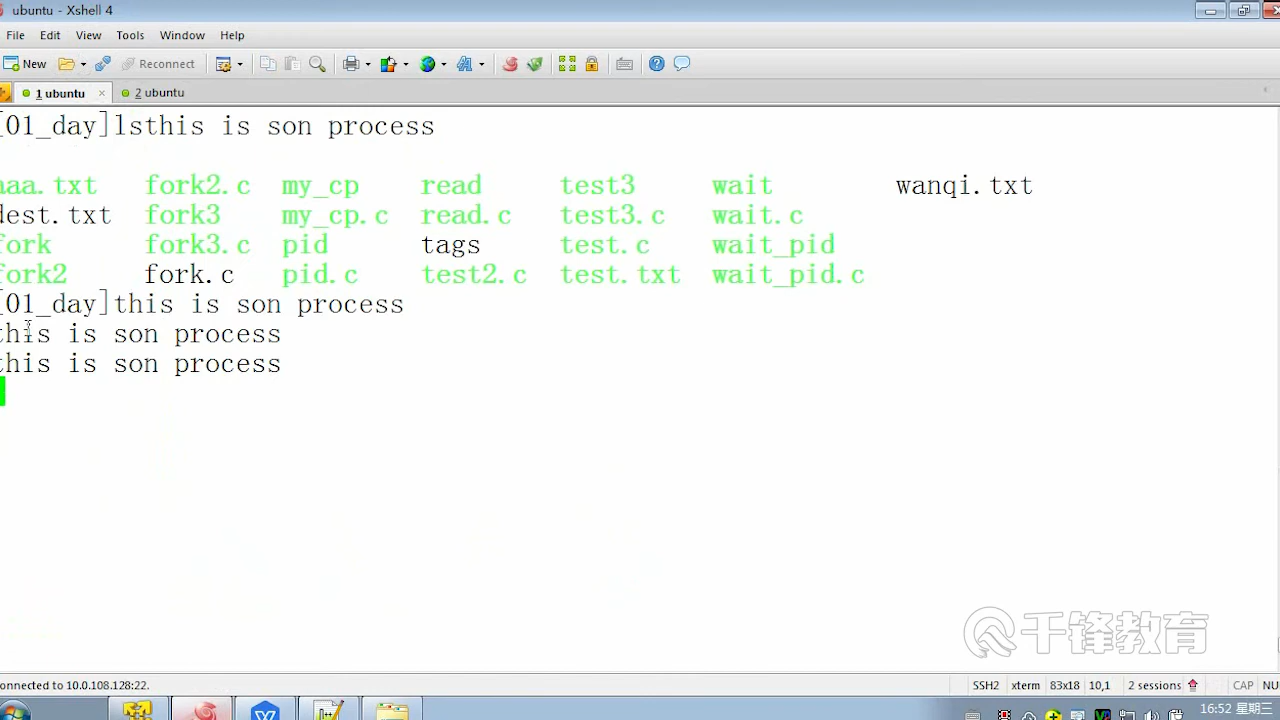 ubuntu - Xshell 4
File Edit View Tools Window Help
New Reconnect
1 ubuntu × 2 ubuntu
[01_day]lsthis is son process
aaa.txt fork2.c my_cp read test3 wait wanqi.txt
dest.txt fork3 my_cp.c read.c test3.c wait.c
fork fork3.c pid tags test.c wait_pid
fork2 fork.c pid.c test2.c test.txt wait_pid.c
[01_day]this is son process
this is son process
this is son process
千锋教育
onnected to 10.0.108.128:22. SSH2 xterm 83x18 10,1 2 sessions CAP NU
16:52 星期三